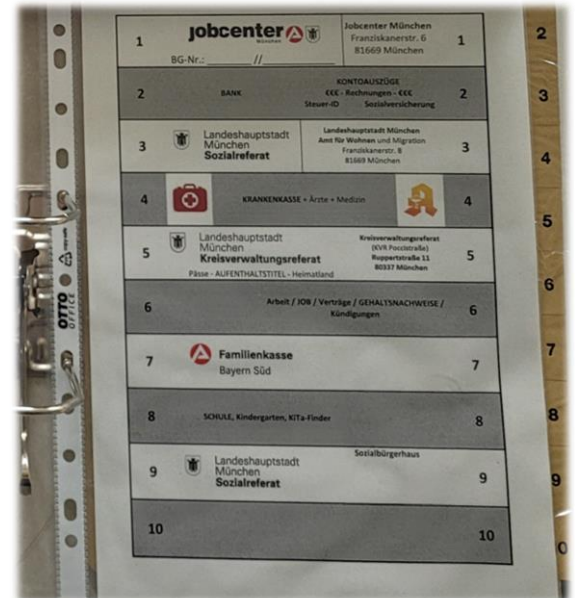 1
jobcenter
München
BG-Nr.: ______//__________
Jobcenter München
Franziskanerstr. 6
81669 München
1
2
BANK
KONTOAUSZÜGE
€€€ - Rechnungen - €€€
Steuer-ID Sozialversicherung
2
3
Landeshauptstadt
München
Sozialreferat
Landeshauptstadt München
Amt für Wohnen und Migration
Franziskanerstr. 8
81669 München
3
4
KRANKENKASSE + Ärzte + Medizin
4
5
Landeshauptstadt
München
Kreisverwaltungsreferat
Pässe - AUFENTHALTSTITEL - Heimatland
Kreisverwaltungsreferat
(KVR Poccistraße)
Ruppertstraße 11
80337 München
5
6
Arbeit / JOB / Verträge / GEHALTSNACHWEISE /
Kündigungen
6
7
Familienkasse
Bayern Süd
7
8
SCHULE, Kindergarten, KITa-Finder
8
9
Landeshauptstadt
München
Sozialreferat
Sozialbürgerhaus
9
10
10
OTTO
OFFICE
2
3
4
5
6
7
8
9
0